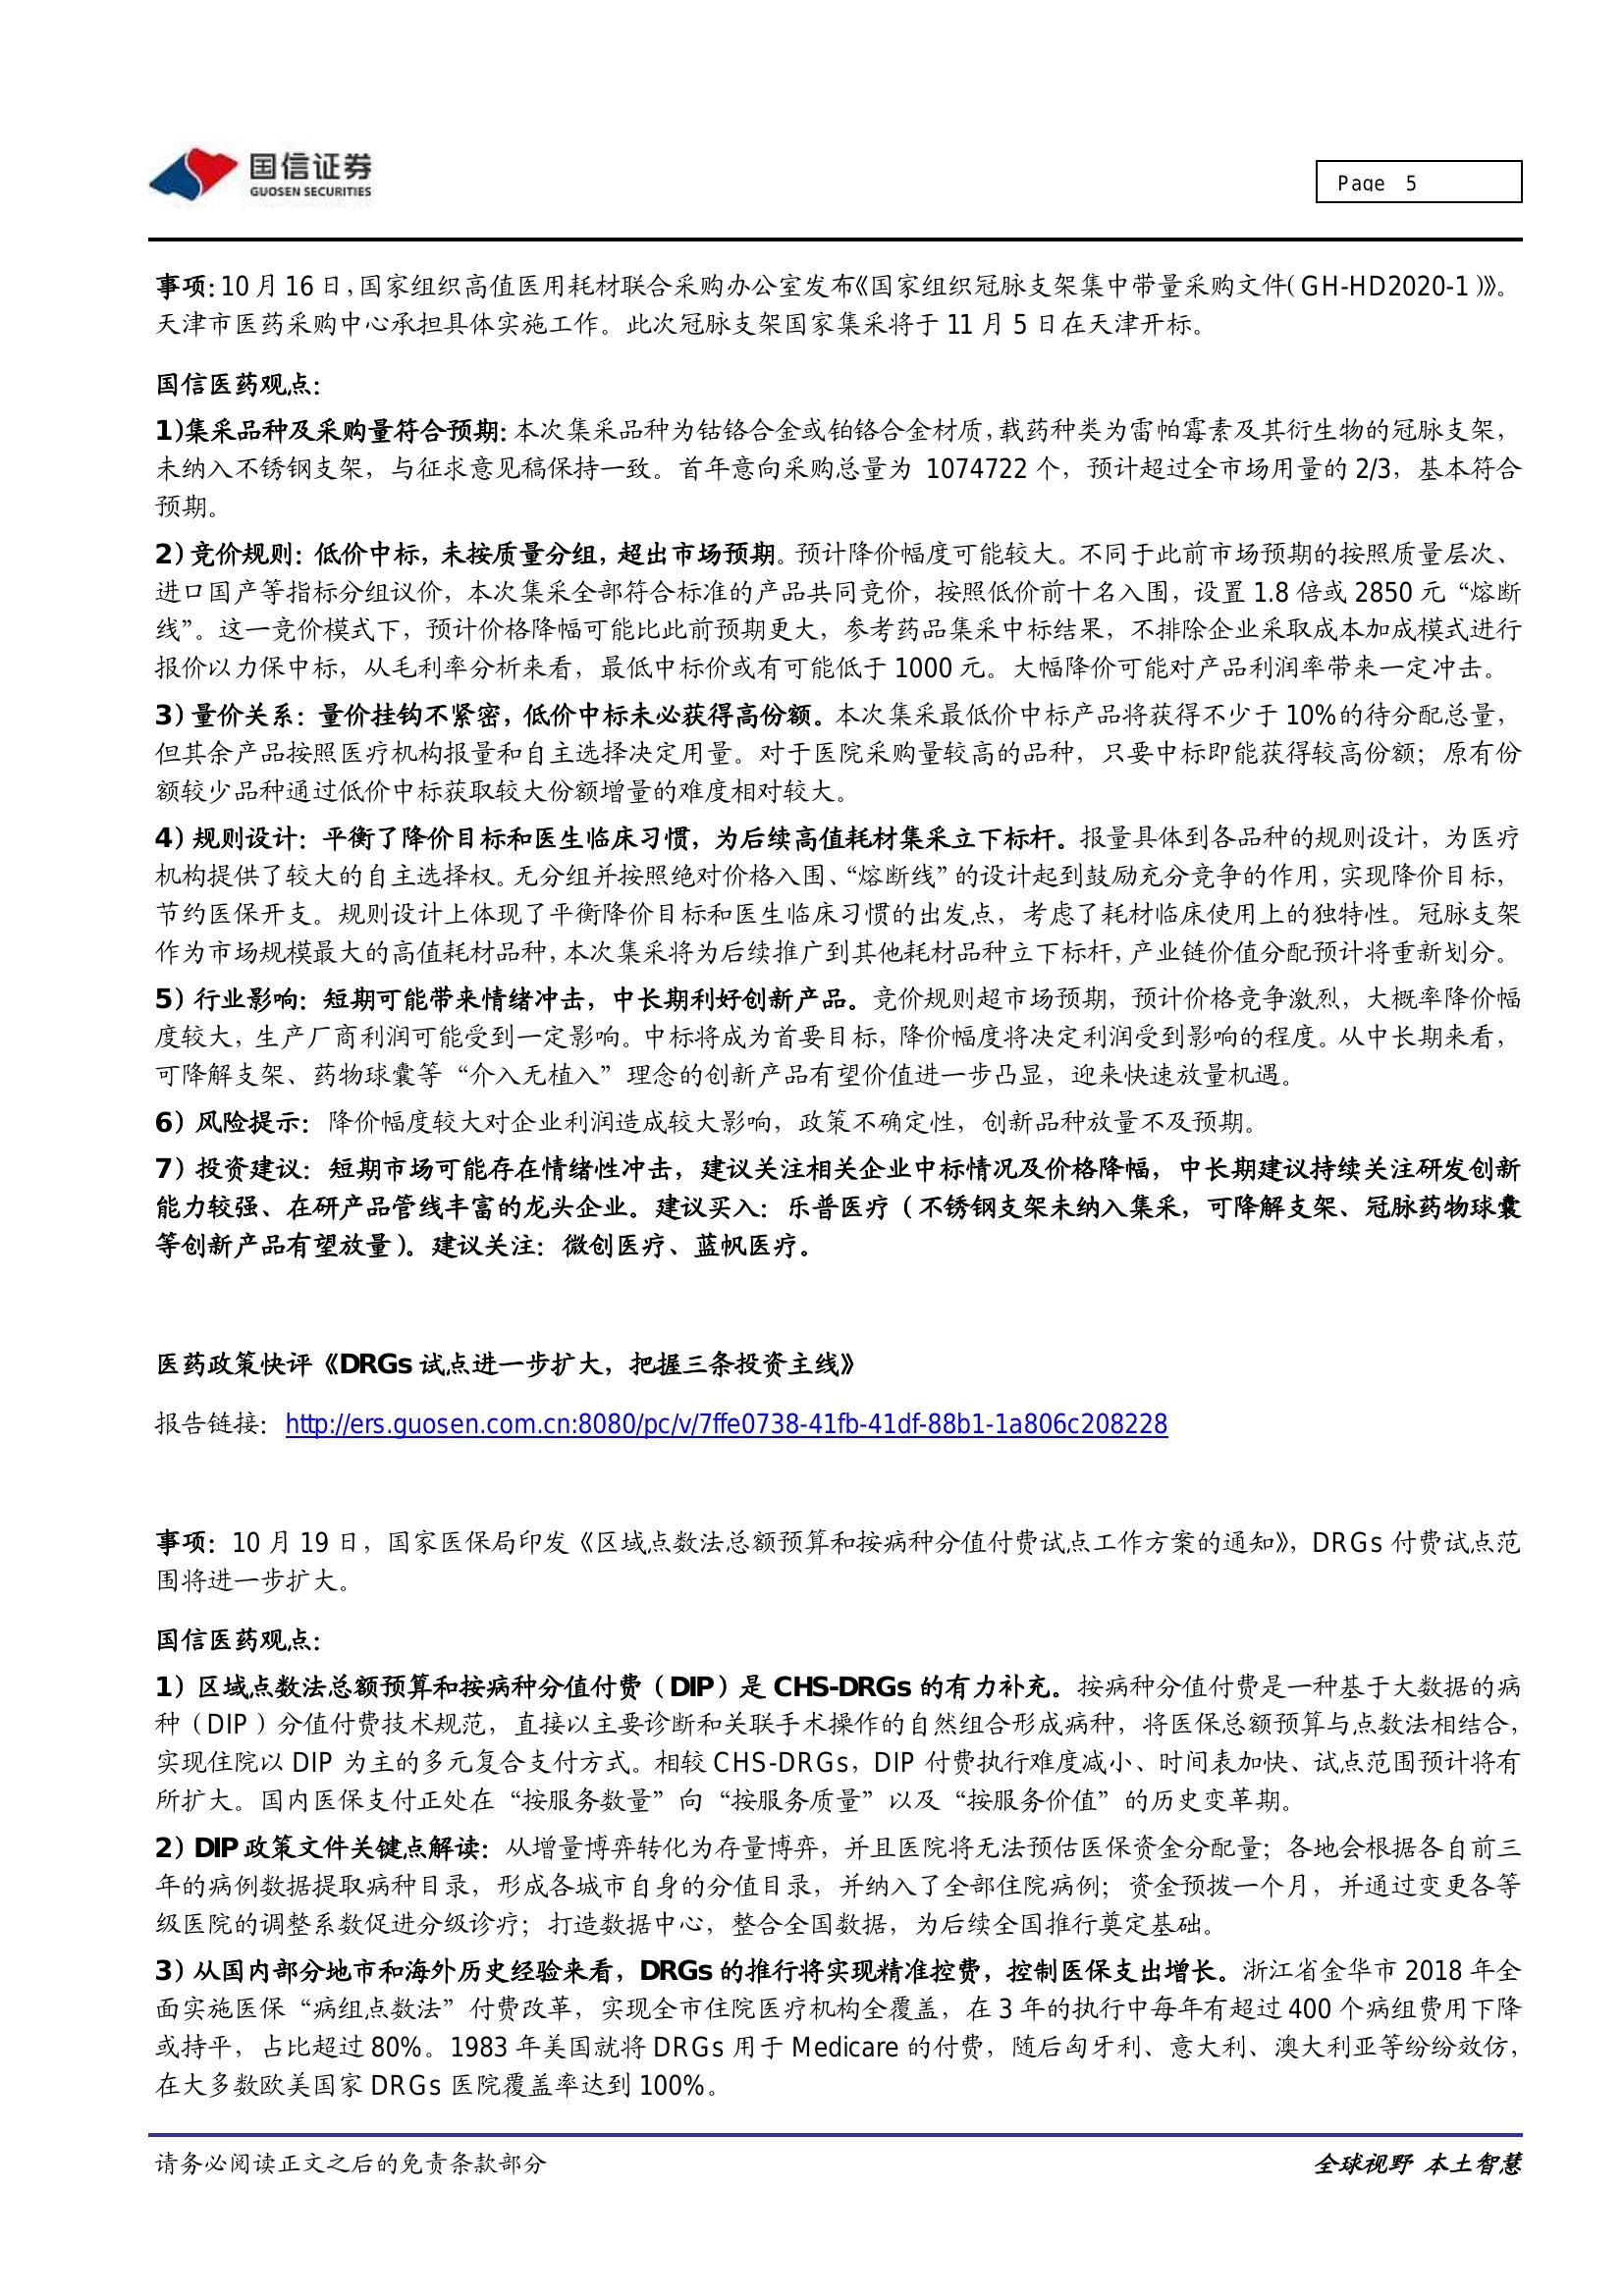 国信证券
GUOSEN SECURITIES
Page 5
事项：10 月 16 日，国家组织高值医用耗材联合采购办公室发布《国家组织冠脉支架集中带量采购文件(GH-HD2020-1)》。
天津市医药采购中心承担具体实施工作。此次冠脉支架国家集采将于 11 月 5 日在天津开标。
国信医药观点：
1)集采品种及采购量符合预期：本次集采品种为钴铬合金或铂铬合金材质，载药种类为雷帕霉素及其衍生物的冠脉支架，
未纳入不锈钢支架，与征求意见稿保持一致。首年意向采购总量为 1074722 个，预计超过全市场用量的 2/3，基本符合
预期。
2）竞价规则：低价中标，未按质量分组，超出市场预期。预计降价幅度可能较大。不同于此前市场预期的按照质量层次、
进口国产等指标分组议价，本次集采全部符合标准的产品共同竞价，按照低价前十名入围，设置 1.8 倍或 2850 元“熔断
线”。这一竞价模式下，预计价格降幅可能比此前预期更大，参考药品集采中标结果，不排除企业采取成本加成模式进行
报价以力保中标，从毛利率分析来看，最低中标价或有可能低于 1000 元。大幅降价可能对产品利润率带来一定冲击。
3）量价关系：量价挂钩不紧密，低价中标未必获得高份额。本次集采最低价中标产品将获得不少于 10%的待分配总量，
但其余产品按照医疗机构报量和自主选择决定用量。对于医院采购量较高的品种，只要中标即能获得较高份额；原有份
额较少品种通过低价中标获取较大份额增量的难度相对较大。
4）规则设计：平衡了降价目标和医生临床习惯，为后续高值耗材集采立下标杆。报量具体到各品种的规则设计，为医疗
机构提供了较大的自主选择权。无分组并按照绝对价格入围、“熔断线”的设计起到鼓励充分竞争的作用，实现降价目标，
节约医保开支。规则设计上体现了平衡降价目标和医生临床习惯的出发点，考虑了耗材临床使用上的独特性。冠脉支架
作为市场规模最大的高值耗材品种，本次集采将为后续推广到其他耗材品种立下标杆，产业链价值分配预计将重新划分。
5）行业影响：短期可能带来情绪冲击，中长期利好创新产品。竞价规则超市场预期，预计价格竞争激烈，大概率降价幅
度较大，生产厂商利润可能受到一定影响。中标将成为首要目标，降价幅度将决定利润受到影响的程度。从中长期来看，
可降解支架、药物球囊等“介入无植入”理念的创新产品有望价值进一步凸显，迎来快速放量机遇。
6）风险提示：降价幅度较大对企业利润造成较大影响，政策不确定性，创新品种放量不及预期。
7）投资建议：短期市场可能存在情绪性冲击，建议关注相关企业中标情况及价格降幅，中长期建议持续关注研发创新
能力较强、在研产品管线丰富的龙头企业。建议买入：乐普医疗（不锈钢支架未纳入集采，可降解支架、冠脉药物球囊
等创新产品有望放量）。建议关注：微创医疗、蓝帆医疗。
医药政策快评《DRGs 试点进一步扩大，把握三条投资主线》
报告链接：http://ers.guosen.com.cn:8080/pc/v/7ffe0738-41fb-41df-88b1-1a806c208228
事项：10 月 19 日，国家医保局印发《区域点数法总额预算和按病种分值付费试点工作方案的通知》，DRGs 付费试点范
围将进一步扩大。
国信医药观点：
1）区域点数法总额预算和按病种分值付费（DIP）是 CHS-DRGs 的有力补充。按病种分值付费是一种基于大数据的病
种（DIP）分值付费技术规范，直接以主要诊断和关联手术操作的自然组合形成病种，将医保总额预算与点数法相结合，
实现住院以 DIP 为主的多元复合支付方式。相较 CHS-DRGs，DIP 付费执行难度减小、时间表加快、试点范围预计将有
所扩大。国内医保支付正处在“按服务数量”向“按服务质量”以及“按服务价值”的历史变革期。
2）DIP 政策文件关键点解读：从增量博弈转化为存量博弈，并且医院将无法预估医保资金分配量；各地会根据各自前三
年的病例数据提取病种目录，形成各城市自身的分值目录，并纳入了全部住院病例；资金预拨一个月，并通过变更各等
级医院的调整系数促进分级诊疗；打造数据中心，整合全国数据，为后续全国推行奠定基础。
3）从国内部分地市和海外历史经验来看，DRGs 的推行将实现精准控费，控制医保支出增长。浙江省金华市 2018 年全
面实施医保“病组点数法”付费改革，实现全市住院医疗机构全覆盖，在 3 年的执行中每年有超过 400 个病组费用下降
或持平，占比超过 80%。1983 年美国就将 DRGs 用于 Medicare 的付费，随后匈牙利、意大利、澳大利亚等纷纷效仿，
在大多数欧美国家 DRGs 医院覆盖率达到 100%。
请务必阅读正文之后的免责条款部分
全球视野 本土智慧